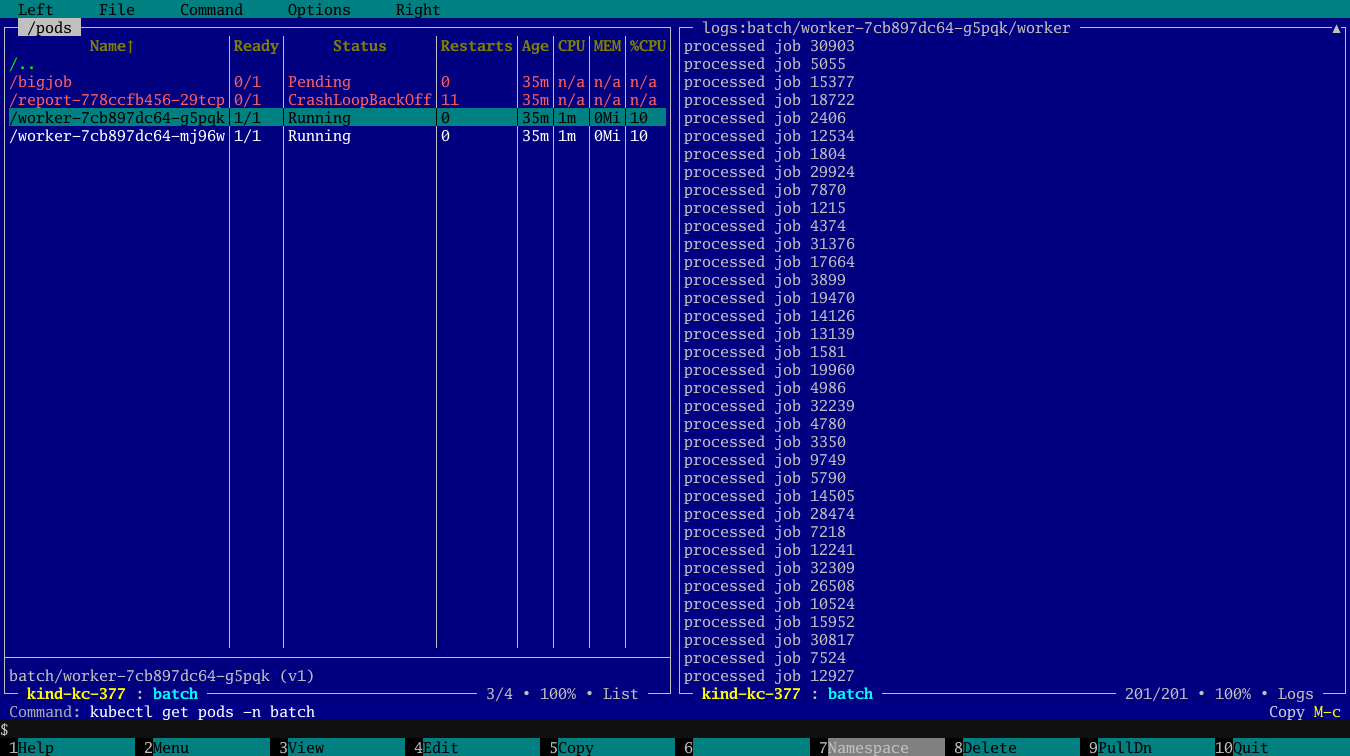 Left File Command Options Right
/pods
Name↑ Ready Status Restarts Age CPU MEM %CPU
/..
/bigjob 0/1 Pending 0 35m n/a n/a n/a
/report-778ccfb456-29tcp 0/1 CrashLoopBackOff 11 35m n/a n/a n/a
/worker-7cb897dc64-g5pqk 1/1 Running 0 35m 1m 0Mi 10
/worker-7cb897dc64-mj96w 1/1 Running 0 35m 1m 0Mi 10
batch/worker-7cb897dc64-g5pqk (v1)
kind-kc-377 : batch 3/4 • 100% • List
logs:batch/worker-7cb897dc64-g5pqk/worker ▲
processed job 30903
processed job 5055
processed job 15377
processed job 18722
processed job 2406
processed job 12534
processed job 1804
processed job 29924
processed job 7870
processed job 1215
processed job 4374
processed job 31376
processed job 17664
processed job 3899
processed job 19470
processed job 14126
processed job 13139
processed job 1581
processed job 19960
processed job 4986
processed job 32239
processed job 4780
processed job 3350
processed job 9749
processed job 5790
processed job 14505
processed job 28474
processed job 7218
processed job 12241
processed job 32309
processed job 26508
processed job 10524
processed job 15952
processed job 30817
processed job 7524
processed job 12927
kind-kc-377 : batch 201/201 • 100% • Logs
Command: kubectl get pods -n batch Copy M-c
$
1Help 2Menu 3View 4Edit 5Copy 6 7Namespace 8Delete 9PullDn 10Quit